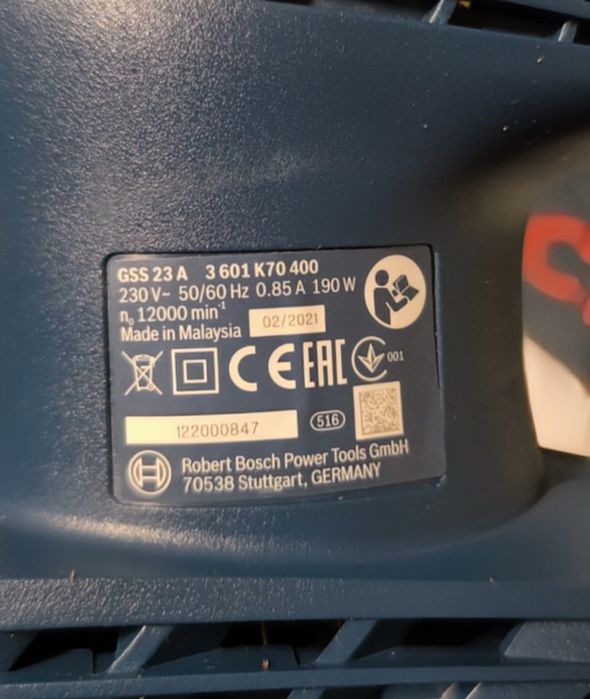 GSS 23 A 3 601 K70 400
230 V~ 50/60 Hz 0.85 A 190 W
n₀ 12000 min⁻¹
Made in Malaysia 02/2021
CE EAC 001
122000847 516
Robert Bosch Power Tools GmbH
70538 Stuttgart, GERMANY